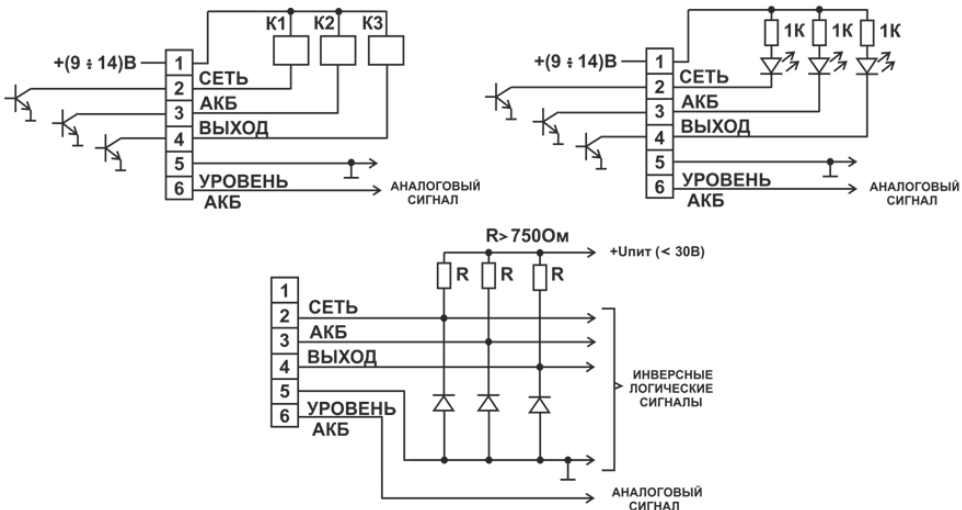 К1 К2 К3
+(9 ÷ 14)В
1
СЕТЬ
2
АКБ
3
ВЫХОД
4
5
6
УРОВЕНЬ
АКБ
АНАЛОГОВЫЙ
СИГНАЛ
1К 1К 1К
+(9 ÷ 14)В
1
СЕТЬ
2
АКБ
3
ВЫХОД
4
5
6
УРОВЕНЬ
АКБ
АНАЛОГОВЫЙ
СИГНАЛ
R>750Ом
+Uпит (< 30В)
R R R
1
2
СЕТЬ
3
АКБ
4
ВЫХОД
5
6
УРОВЕНЬ
АКБ
ИНВЕРСНЫЕ
ЛОГИЧЕСКИЕ
СИГНАЛЫ
АНАЛОГОВЫЙ
СИГНАЛ